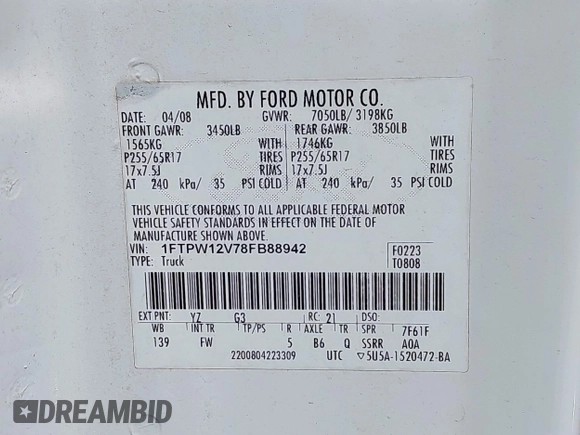 MFD. BY FORD MOTOR CO.
DATE: 04/08 GVWR: 7050LB/ 3198KG
FRONT GAWR: 3450LB REAR GAWR: 3850LB
1565KG WITH 1746KG WITH
P255/65R17 TIRES P255/65R17 TIRES
17x7.5J RIMS 17x7.5J RIMS
AT 240 kPa/ 35 PSI COLD AT 240 kPa/ 35 PSI COLD
THIS VEHICLE CONFORMS TO ALL APPLICABLE FEDERAL MOTOR
VEHICLE SAFETY STANDARDS IN EFFECT ON THE DATE OF
MANUFACTURE SHOWN ABOVE.
VIN: 1FTPW12V78FB88942
TYPE: Truck
F0223
T0808
EXT PNT: YZ G3 RC: 21 DSO:
WB INT TR TP/PS R AXLE TR SPR 7F61F
139 FW 5 B6 Q SSRR AOA
2200804223309 UTC ▽5U5A-1520472-BA
DREAMBID